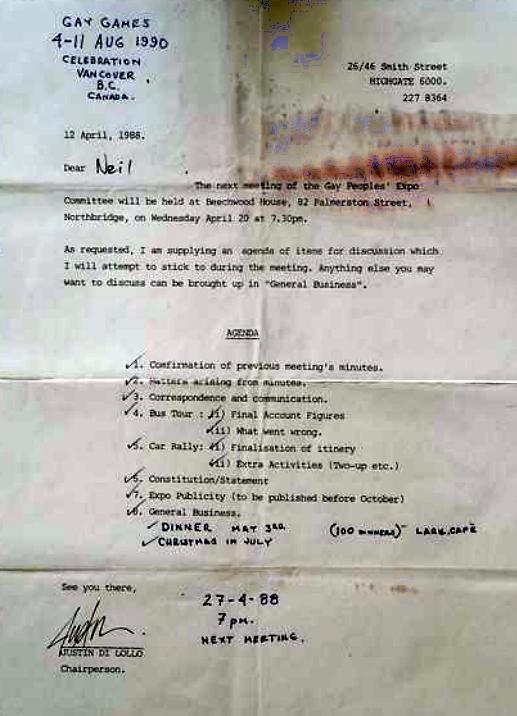 GAY GAMES
4-11 AUG 1990
CELEBRATION
VANCOVER
B.C.
CANADA.
26/46 Smith Street
HIGHGATE 6000.
227 8364
12 April, 1988.
Dear Neil
The next meeting of the Gay Peoples' Expo
Committee will be held at Beechwood House, 82 Palmerston Street,
Northbridge, on Wednesday April 20 at 7.30pm.
As requested, I am supplying an agenda of items for discussion which
I will attempt to stick to during the meeting. Anything else you may
want to discuss can be brought up in "General Business".
AGENDA
1. Confirmation of previous meeting's minutes.
2. Matters arising from minutes.
3. Correspondence and communication.
4. Bus Tour : i) Final Account Figures
ii) What went wrong.
5. Car Rally: i) Finalisation of itinery
ii) Extra Activities (Two-up etc.)
6. Constitution/Statement
7. Expo Publicity (to be published before October)
8. General Business.
DINNER MAY 3RD (100 DINNERS) LARK CAFÉ
CHRISTMAS IN JULY
See you there,
27-4-88
7 pm.
NEXT MEETING.
Justin
JUSTIN DI LOLLO
Chairperson.